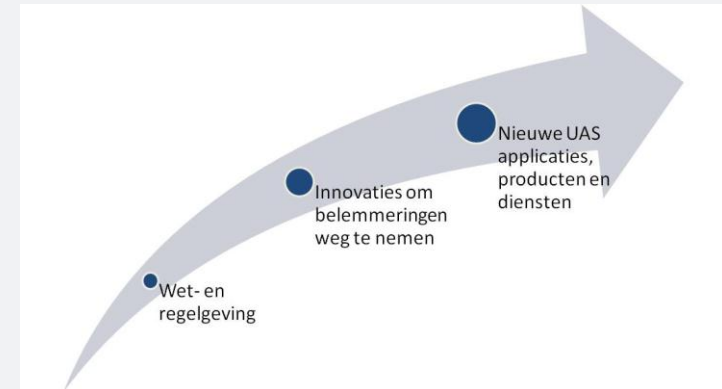 Nieuwe UAS
applicaties,
producten en
diensten
Innovaties om
belemmeringen
weg te nemen
Wet- en
regelgeving